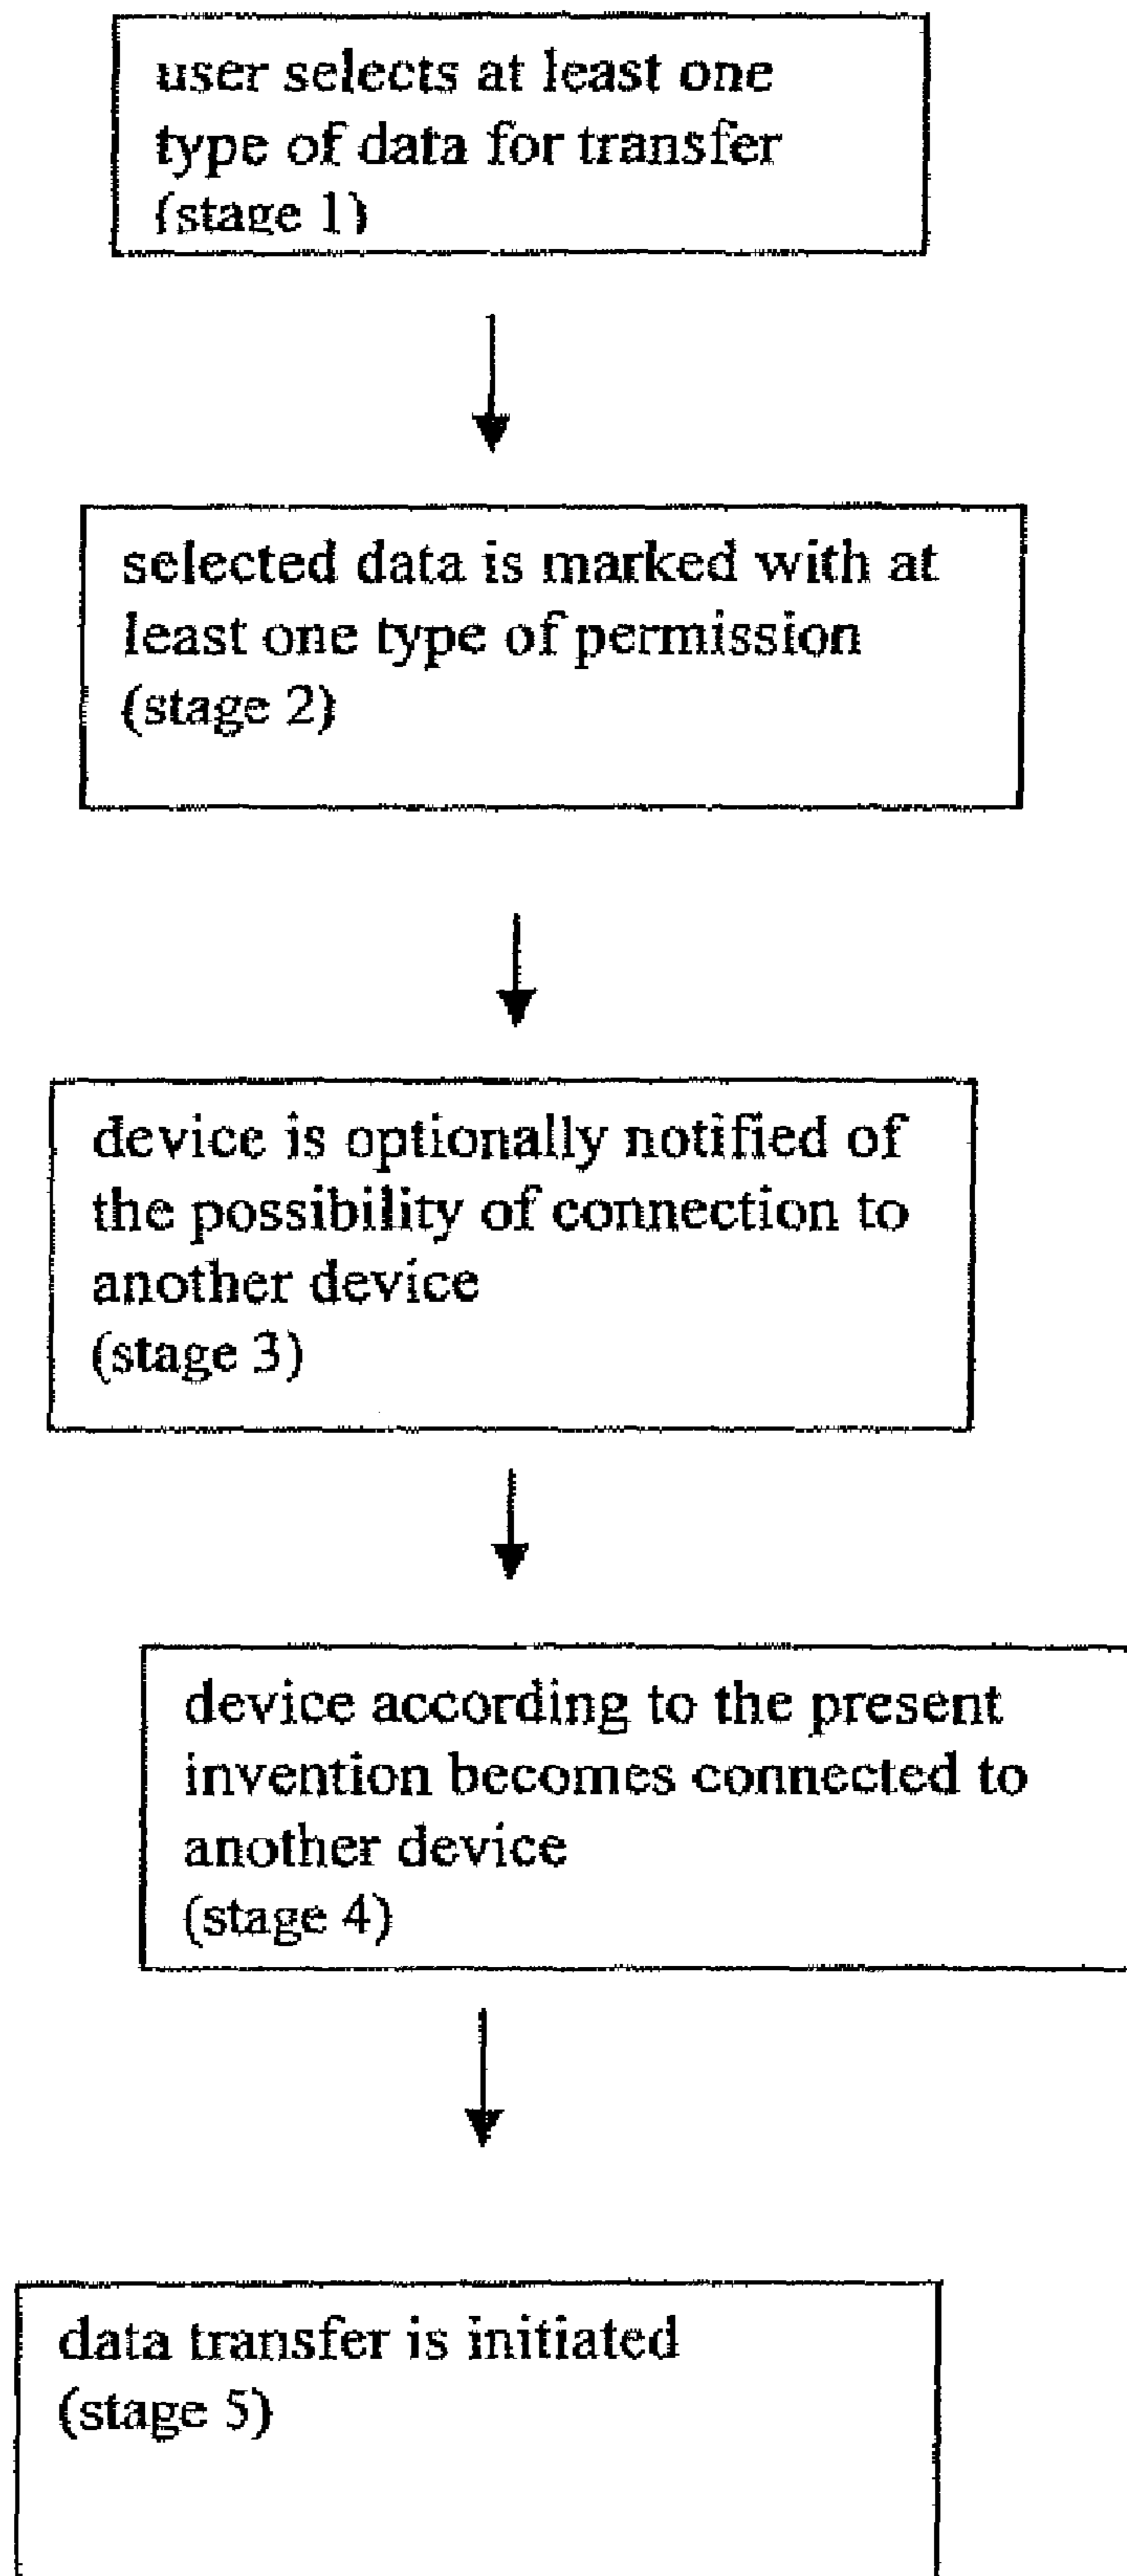 user selects at least one
type of data for transfer
(stage 1)
selected data is marked with at
least one type of permission
(stage 2)
device is optionally notified of
the possibility of connection to
another device
(stage 3)
device according to the present
invention becomes connected to
another device
(stage 4)
data transfer is initiated
(stage 5)